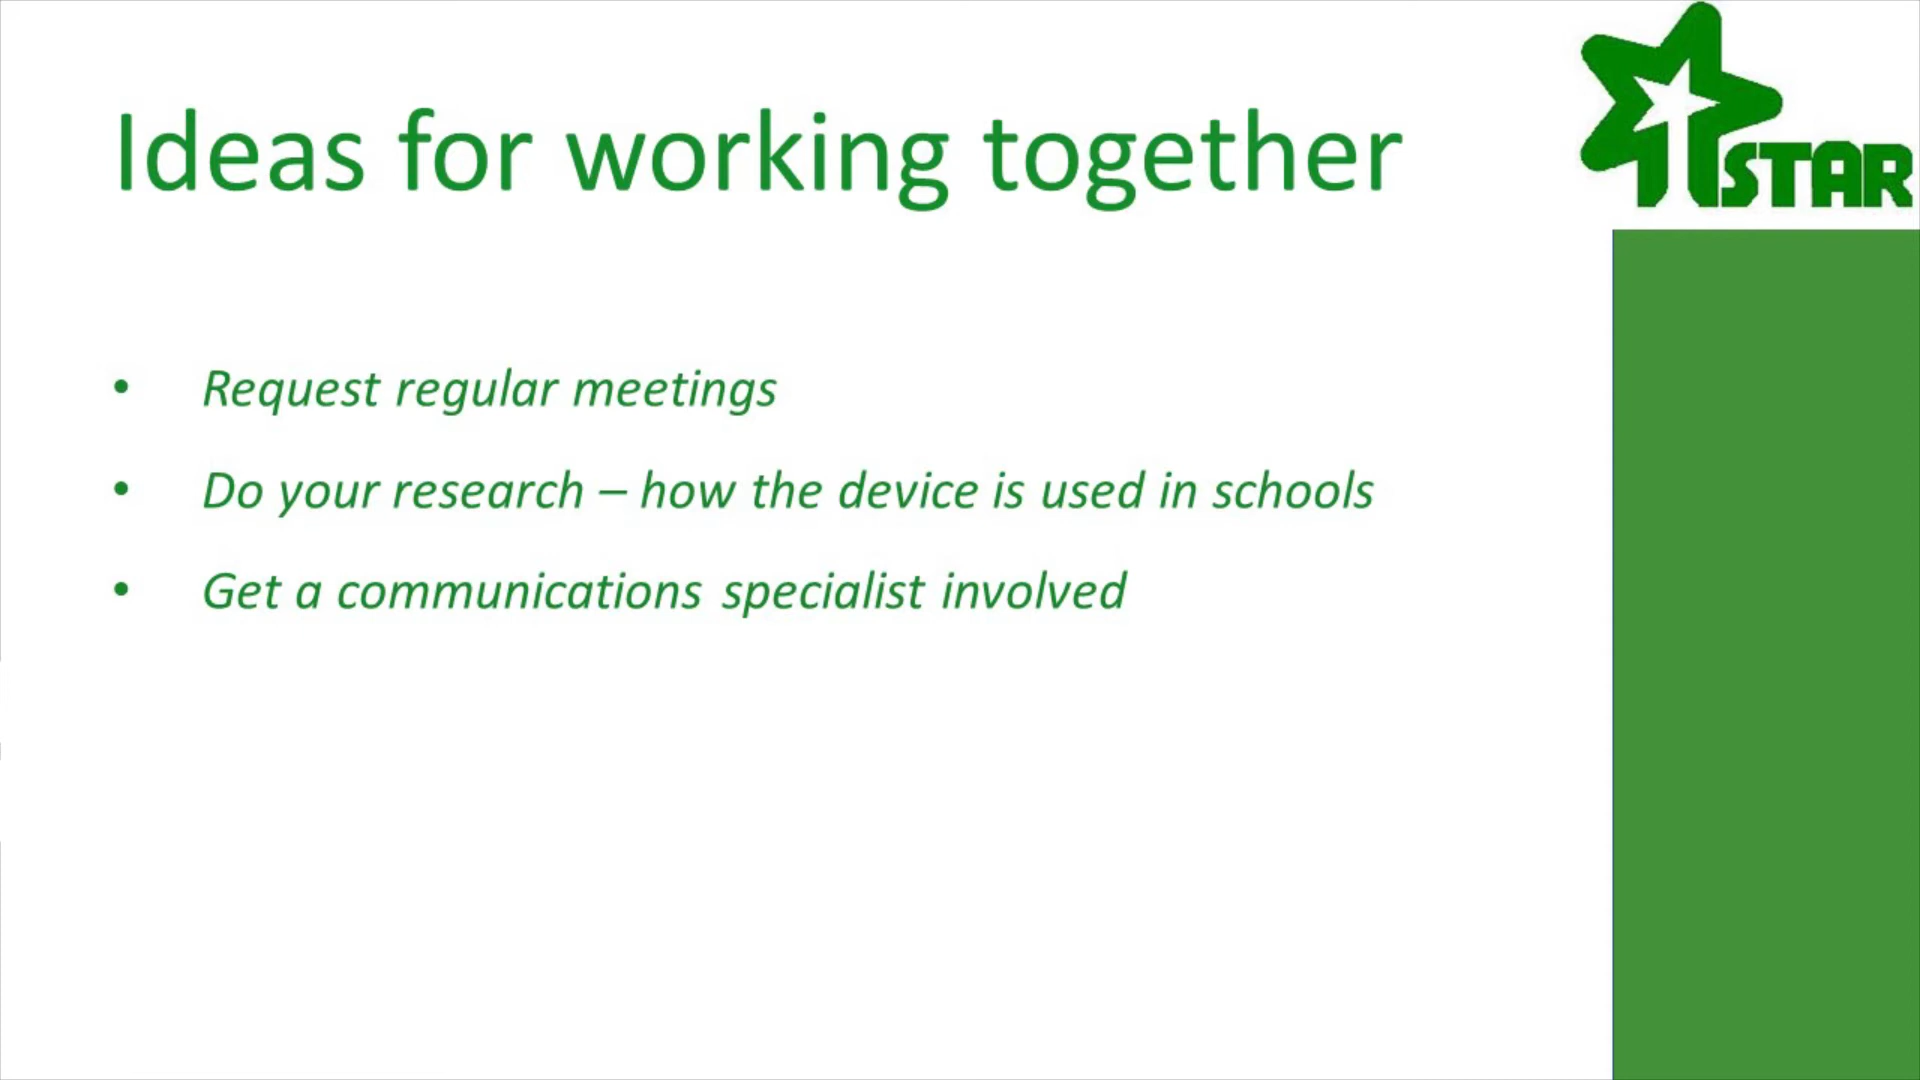 Ideas for working together
STAR
• Request regular meetings
• Do your research – how the device is used in schools
• Get a communications specialist involved